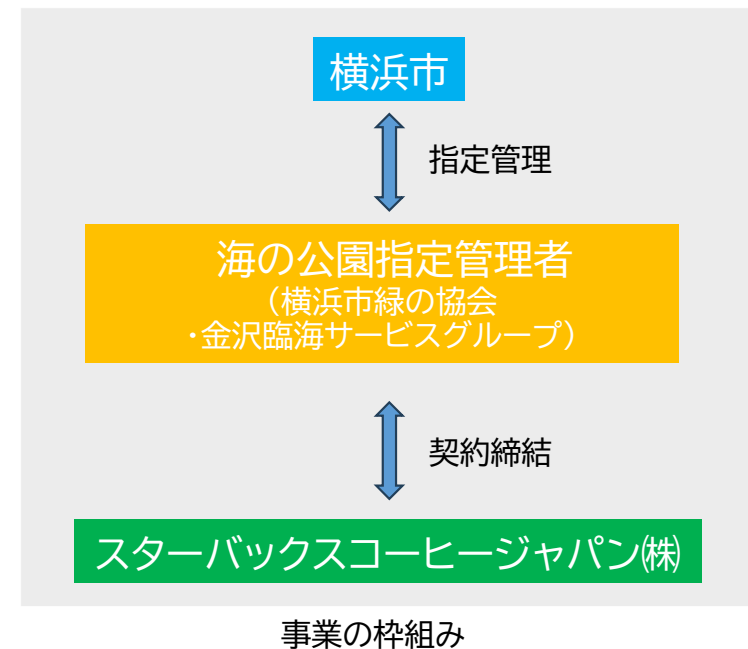 横浜市
指定管理
海の公園指定管理者
（横浜市緑の協会
・金沢臨海サービスグループ）
契約締結
スターバックスコーヒージャパン㈱
事業の枠組み